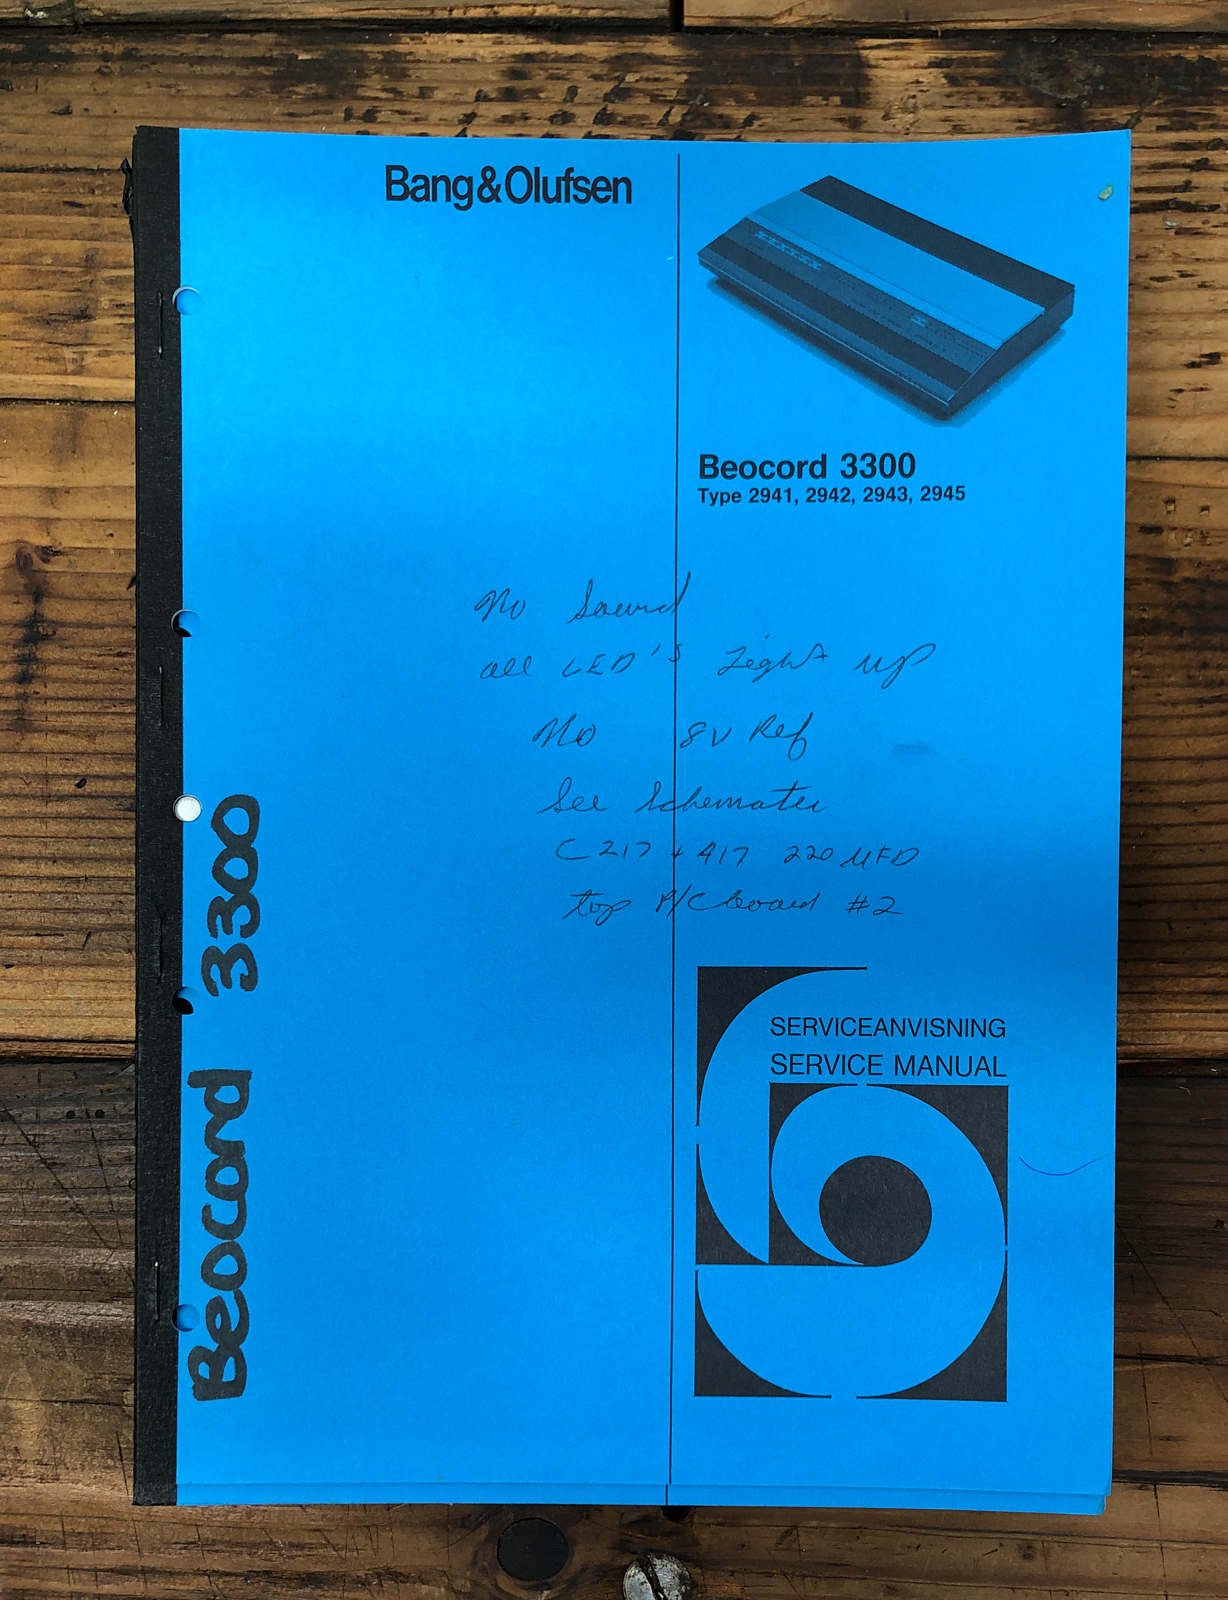 Bang&Olufsen
Beocord 3300
Type 2941, 2942, 2943, 2945
No Sound
all LED's Light up
No 8V Ref
See Schematic
C217 + 417 220 MFD
top P/C board #2
SERVICEANVISNING
SERVICE MANUAL
Beocord 3300